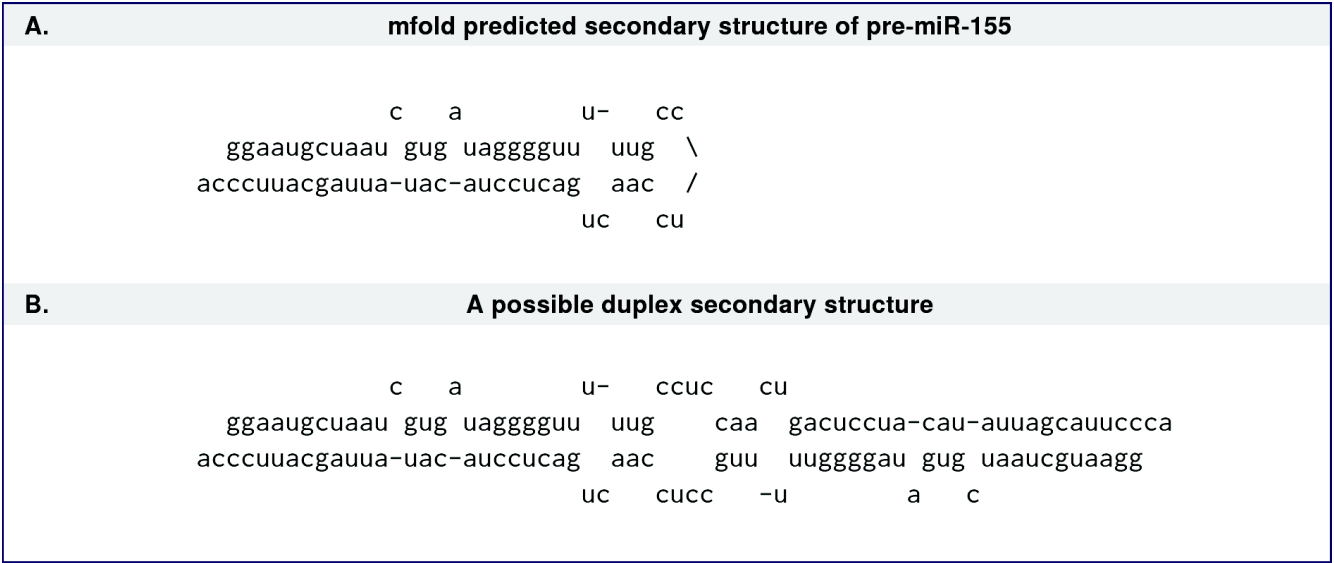 A. mfold predicted secondary structure of pre-miR-155
c a u- cc
ggaaugcuaau gug uaggggguu uug \
acccuuacgauua-uac-auccucag aac /
uc cu
B. A possible duplex secondary structure
c a u- ccuc cu
ggaaugcuaau gug uaggggguu uug caa gacuccua-cau-auuagcauuccca
acccuuacgauua-uac-auccucag aac guu uuggggau gug uaaucguaagg
uc cucc -u a c